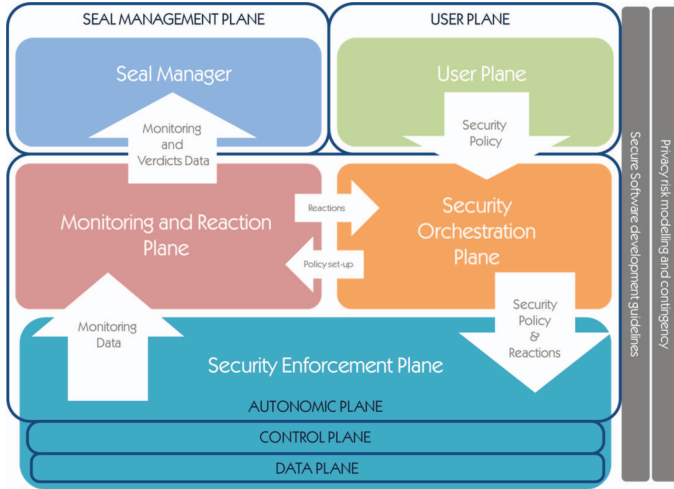 SEAL MANAGEMENT PLANE
USER PLANE
Seal Manager
User Plane
Monitoring
and
Verdicts Data
Security
Policy
Monitoring and Reaction
Plane
Reactions
Policy set-up
Security
Orchestration
Plane
Monitoring
Data
Security
Policy
&
Reactions
Security Enforcement Plane
AUTONOMIC PLANE
CONTROL PLANE
DATA PLANE
Secure Software development guidelines
Privacy risk modelling and contingency